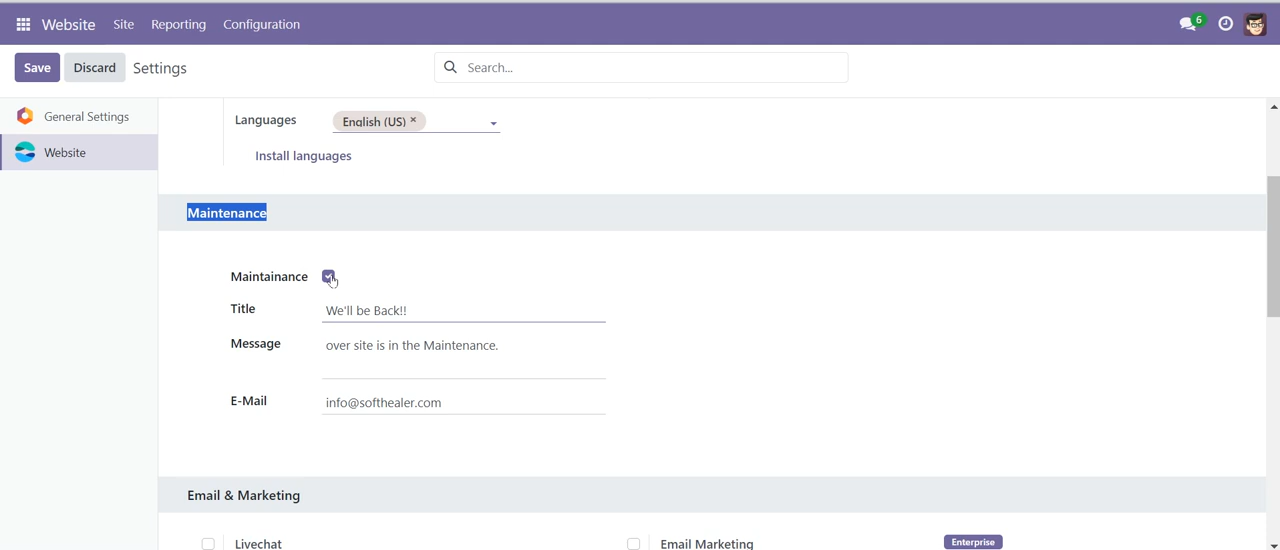 Website Site Reporting Configuration 6
Save Discard Settings Search...
General Settings
Website
Languages English (US) ×
Install languages
Maintenance
Maintainance
Title We'll be Back!!
Message over site is in the Maintenance.
E-Mail info@softhealer.com
Email & Marketing
Livechat Email Marketing Enterprise